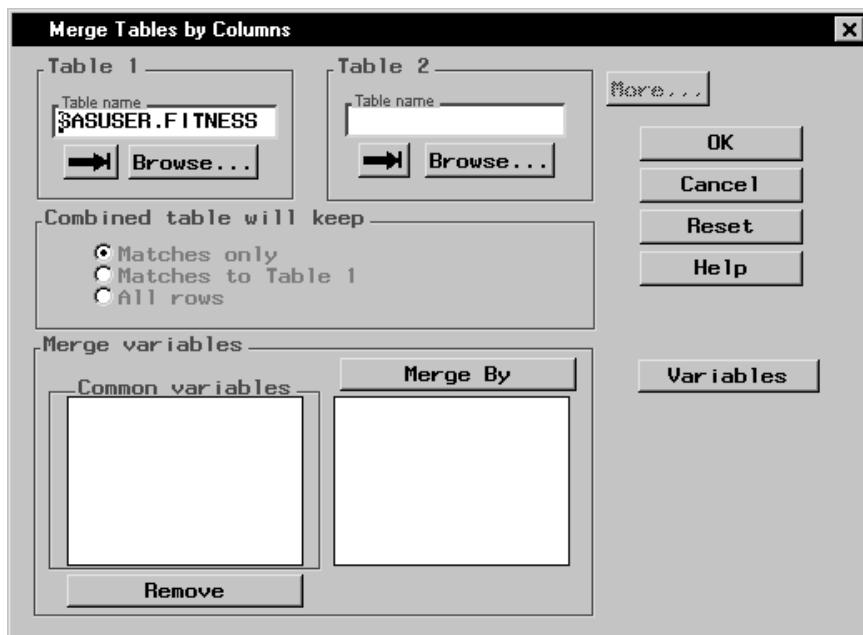 Merge Tables by Columns
Table 1
Table name
SASUSER.FITNESS
Browse...
Table 2
Table name
Browse...
More...
OK
Cancel
Reset
Help
Combined table will keep
Matches only
Matches to Table 1
All rows
Merge variables
Common variables
Merge By
Remove
Variables